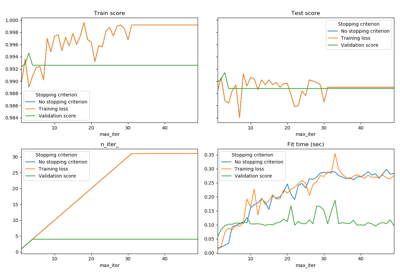 Train score
Test score
1.000
0.998
0.996
0.994
0.992
0.990
0.988
0.986
0.984
Stopping criterion
No stopping criterion
Training loss
Validation score
Stopping criterion
No stopping criterion
Training loss
Validation score
10
20
30
40
max_iter
10
20
30
40
max_iter
n_iter_
Fit time (sec)
30
25
20
15
10
5
0
Stopping criterion
No stopping criterion
Training loss
Validation score
0.35
0.30
0.25
0.20
0.15
0.10
0.05
0.00
Stopping criterion
No stopping criterion
Training loss
Validation score
10
20
30
40
max_iter
10
20
30
40
max_iter